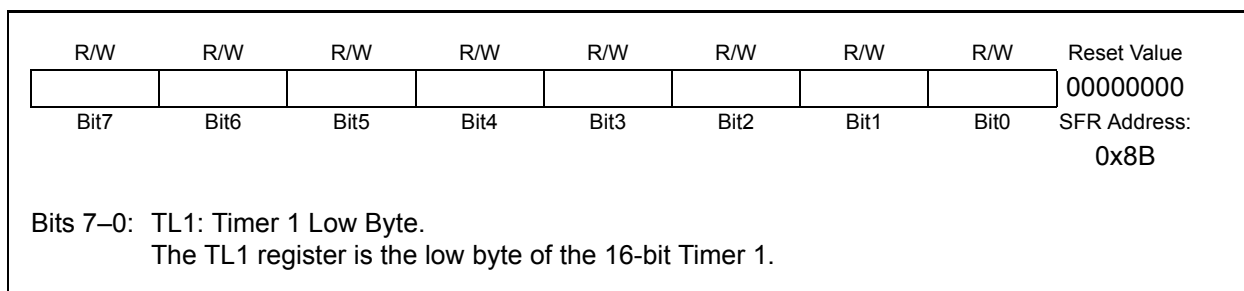 R/W R/W R/W R/W R/W R/W R/W R/W Reset Value
00000000
Bit7 Bit6 Bit5 Bit4 Bit3 Bit2 Bit1 Bit0 SFR Address:
0x8B
Bits 7–0: TL1: Timer 1 Low Byte.
The TL1 register is the low byte of the 16-bit Timer 1.